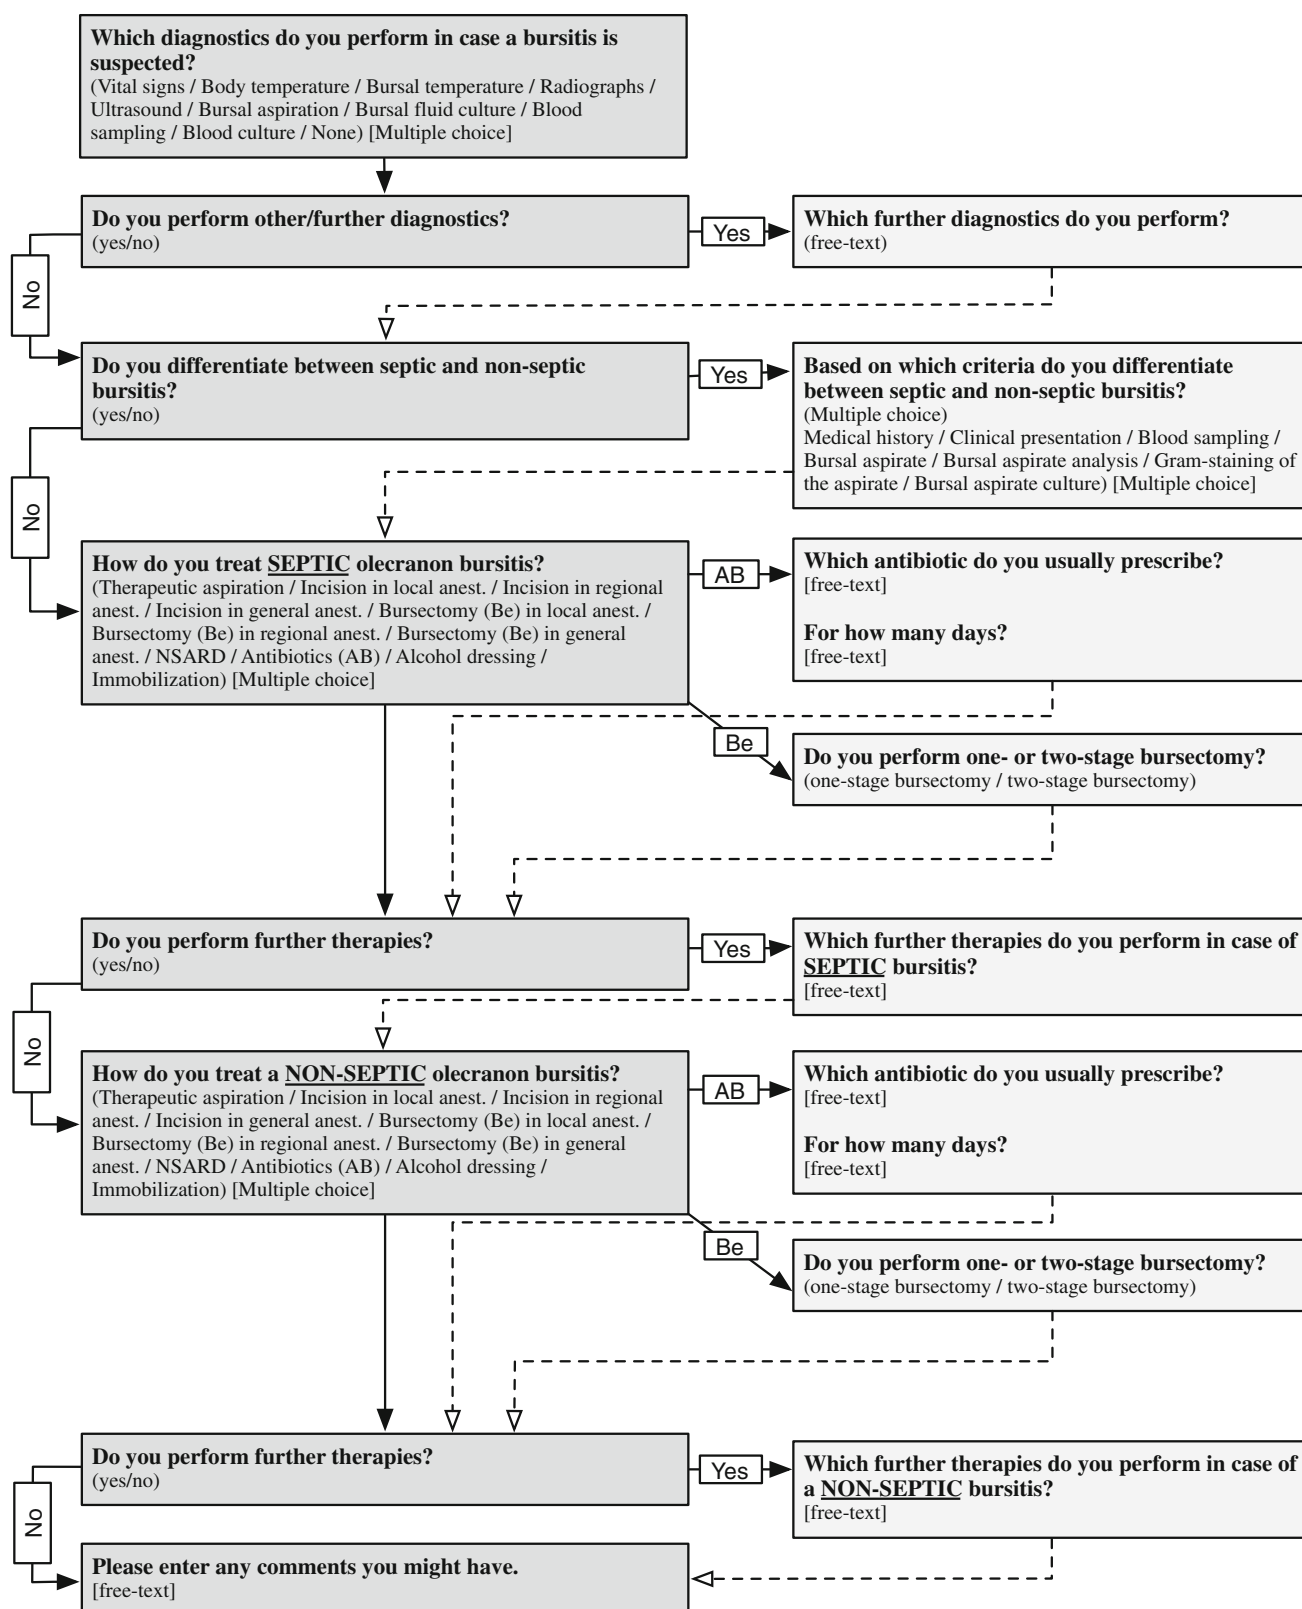 Which diagnostics do you perform in case a bursitis is
suspected?
(Vital signs / Body temperature / Bursal temperature / Radiographs /
Ultrasound / Bursal aspiration / Bursal fluid culture / Blood
sampling / Blood culture / None) [Multiple choice]
Do you perform other/further diagnostics?
(yes/no)
Yes
Which further diagnostics do you perform?
(free-text)
No
Do you differentiate between septic and non-septic
bursitis?
(yes/no)
Yes
Based on which criteria do you differentiate
between septic and non-septic bursitis?
(Multiple choice)
Medical history / Clinical presentation / Blood sampling /
Bursal aspirate / Bursal aspirate analysis / Gram-staining of
the aspirate / Bursal aspirate culture) [Multiple choice]
No
How do you treat SEPTIC olecranon bursitis?
(Therapeutic aspiration / Incision in local anest. / Incision in regional
anest. / Incision in general anest. / Bursectomy (Be) in local anest. /
Bursectomy (Be) in regional anest. / Bursectomy (Be) in general
anest. / NSARD / Antibiotics (AB) / Alcohol dressing /
Immobilization) [Multiple choice]
AB
Which antibiotic do you usually prescribe?
[free-text]
For how many days?
[free-text]
Be
Do you perform one- or two-stage bursectomy?
(one-stage bursectomy / two-stage bursectomy)
Do you perform further therapies?
(yes/no)
Yes
Which further therapies do you perform in case of
SEPTIC bursitis?
[free-text]
No
How do you treat a NON-SEPTIC olecranon bursitis?
(Therapeutic aspiration / Incision in local anest. / Incision in regional
anest. / Incision in general anest. / Bursectomy (Be) in local anest. /
Bursectomy (Be) in regional anest. / Bursectomy (Be) in general
anest. / NSARD / Antibiotics (AB) / Alcohol dressing /
Immobilization) [Multiple choice]
AB
Which antibiotic do you usually prescribe?
[free-text]
For how many days?
[free-text]
Be
Do you perform one- or two-stage bursectomy?
(one-stage bursectomy / two-stage bursectomy)
Do you perform further therapies?
(yes/no)
Yes
Which further therapies do you perform in case of
a NON-SEPTIC bursitis?
[free-text]
No
Please enter any comments you might have.
[free-text]